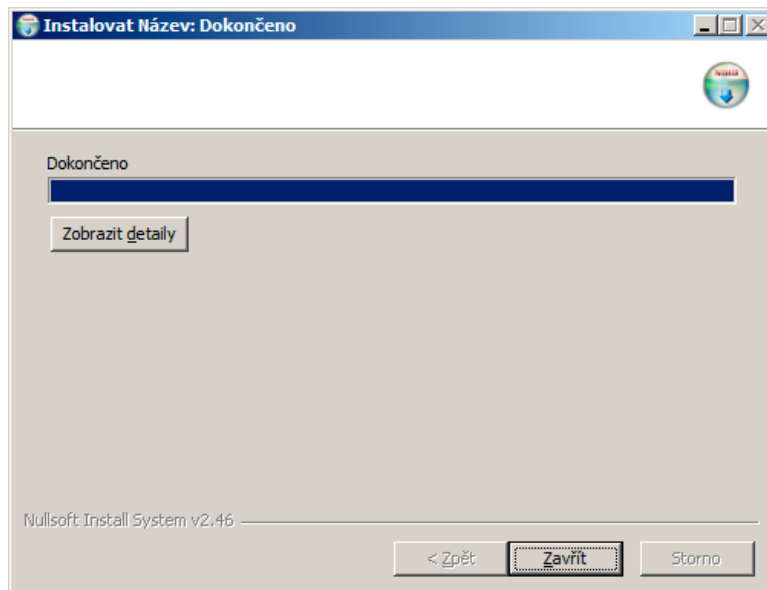 Instalovat Název: Dokončeno
Dokončeno
Zobrazit detaily
Nullsoft Install System v2.46
< Zpět
Zavřít
Storno